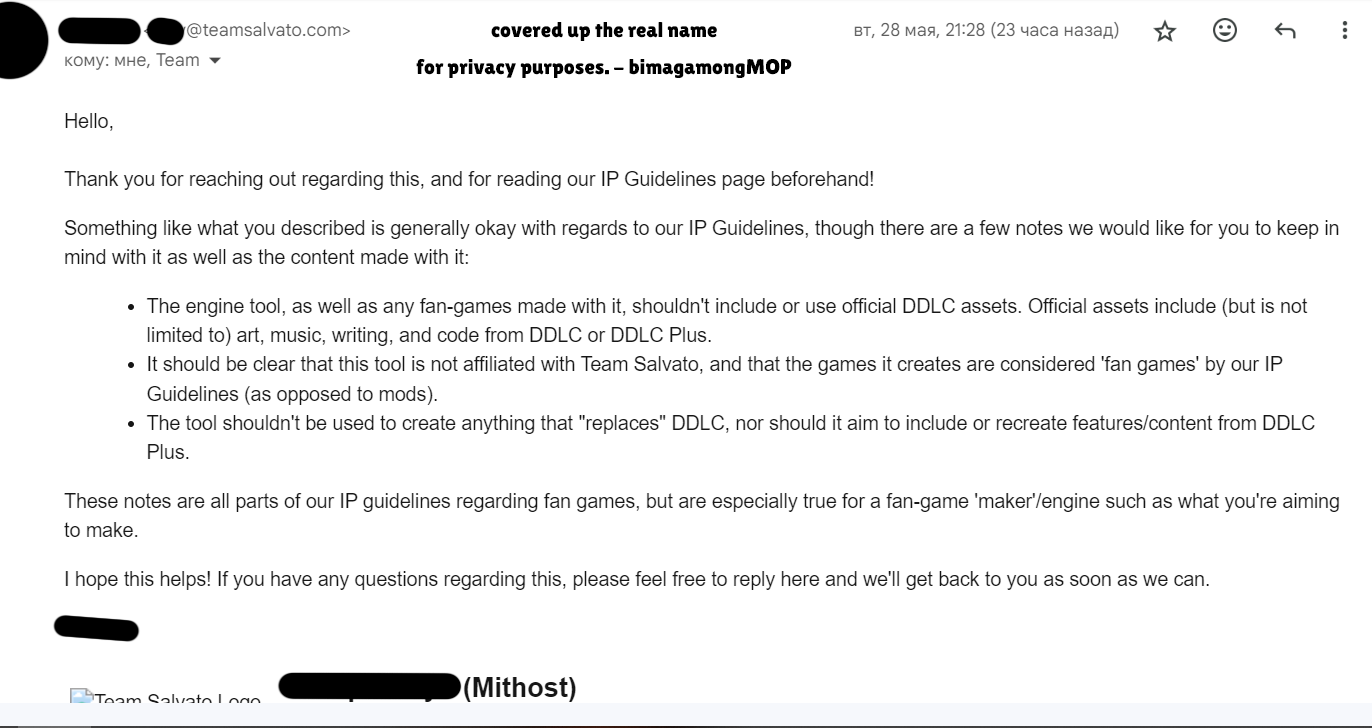 @teamsalvato.com>
covered up the real name
вт, 28 мая, 21:28 (23 часа назад)
кому: мне, Team
for privacy purposes. – bimagamongMOP
Hello,
Thank you for reaching out regarding this, and for reading our IP Guidelines page beforehand!
Something like what you described is generally okay with regards to our IP Guidelines, though there are a few notes we would like for you to keep in
mind with it as well as the content made with it:
• The engine tool, as well as any fan-games made with it, shouldn't include or use official DDLC assets. Official assets include (but is not
limited to) art, music, writing, and code from DDLC or DDLC Plus.
• It should be clear that this tool is not affiliated with Team Salvato, and that the games it creates are considered 'fan games' by our IP
Guidelines (as opposed to mods).
• The tool shouldn't be used to create anything that "replaces" DDLC, nor should it aim to include or recreate features/content from DDLC
Plus.
These notes are all parts of our IP guidelines regarding fan games, but are especially true for a fan-game 'maker'/engine such as what you're aiming
to make.
I hope this helps! If you have any questions regarding this, please feel free to reply here and we'll get back to you as soon as we can.
(Mithost)
Team Salvato Logo